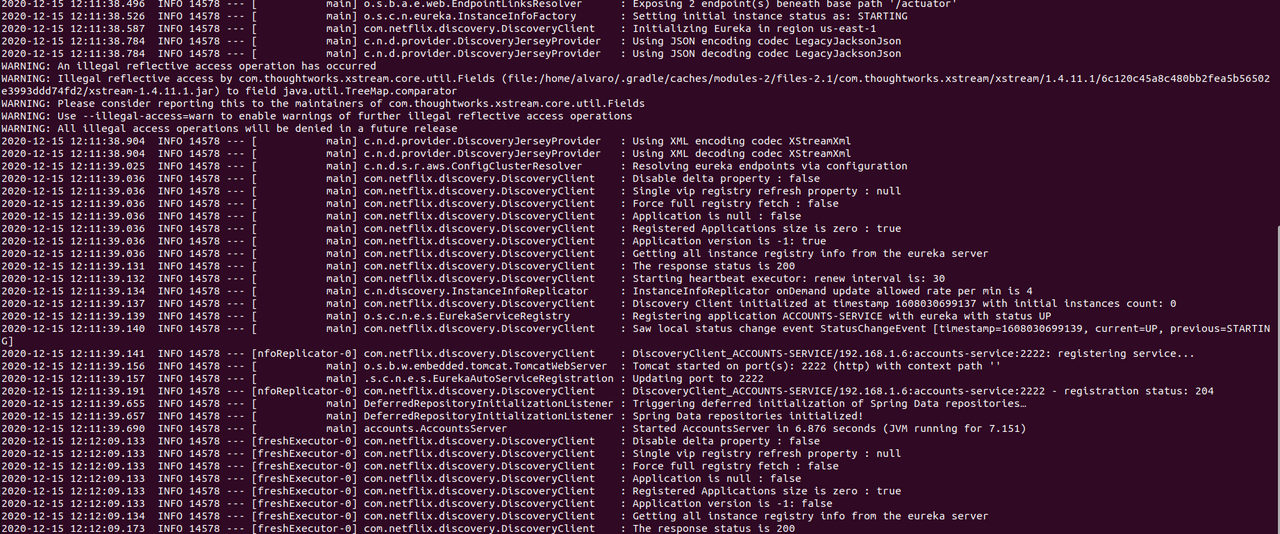 2020-12-15 12:11:38.496  INFO 14578 --- [           main] o.s.b.a.e.web.EndpointLinksResolver      : Exposing 2 endpoint(s) beneath base path '/actuator'
2020-12-15 12:11:38.526  INFO 14578 --- [           main] o.s.c.n.eureka.InstanceInfoFactory       : Setting initial instance status as: STARTING
2020-12-15 12:11:38.587  INFO 14578 --- [           main] com.netflix.discovery.DiscoveryClient    : Initializing Eureka in region us-east-1
2020-12-15 12:11:38.784  INFO 14578 --- [           main] c.n.d.provider.DiscoveryJerseyProvider   : Using JSON encoding codec LegacyJacksonJson
2020-12-15 12:11:38.784  INFO 14578 --- [           main] c.n.d.provider.DiscoveryJerseyProvider   : Using JSON decoding codec LegacyJacksonJson
WARNING: An illegal reflective access operation has occurred
WARNING: Illegal reflective access by com.thoughtworks.xstream.core.util.Fields (file:/home/alvaro/.gradle/caches/modules-2/files-2.1/com.thoughtworks.xstream/xstream/1.4.11.1/6c120c45a8c480bb2fea5b56502
e3993ddd74fd2/xstream-1.4.11.1.jar) to field java.util.TreeMap.comparator
WARNING: Please consider reporting this to the maintainers of com.thoughtworks.xstream.core.util.Fields
WARNING: Use --illegal-access=warn to enable warnings of further illegal reflective access operations
WARNING: All illegal access operations will be denied in a future release
2020-12-15 12:11:38.904  INFO 14578 --- [           main] c.n.d.provider.DiscoveryJerseyProvider   : Using XML encoding codec XStreamXml
2020-12-15 12:11:38.904  INFO 14578 --- [           main] c.n.d.provider.DiscoveryJerseyProvider   : Using XML decoding codec XStreamXml
2020-12-15 12:11:39.025  INFO 14578 --- [           main] c.n.d.s.r.aws.ConfigClusterResolver      : Resolving eureka endpoints via configuration
2020-12-15 12:11:39.036  INFO 14578 --- [           main] com.netflix.discovery.DiscoveryClient    : Disable delta property : false
2020-12-15 12:11:39.036  INFO 14578 --- [           main] com.netflix.discovery.DiscoveryClient    : Single vip registry refresh property : null
2020-12-15 12:11:39.036  INFO 14578 --- [           main] com.netflix.discovery.DiscoveryClient    : Force full registry fetch : false
2020-12-15 12:11:39.036  INFO 14578 --- [           main] com.netflix.discovery.DiscoveryClient    : Application is null : false
2020-12-15 12:11:39.036  INFO 14578 --- [           main] com.netflix.discovery.DiscoveryClient    : Registered Applications size is zero : true
2020-12-15 12:11:39.036  INFO 14578 --- [           main] com.netflix.discovery.DiscoveryClient    : Application version is -1: true
2020-12-15 12:11:39.036  INFO 14578 --- [           main] com.netflix.discovery.DiscoveryClient    : Getting all instance registry info from the eureka server
2020-12-15 12:11:39.131  INFO 14578 --- [           main] com.netflix.discovery.DiscoveryClient    : The response status is 200
2020-12-15 12:11:39.132  INFO 14578 --- [           main] com.netflix.discovery.DiscoveryClient    : Starting heartbeat executor: renew interval is: 30
2020-12-15 12:11:39.134  INFO 14578 --- [           main] c.n.discovery.InstanceInfoReplicator     : InstanceInfoReplicator onDemand update allowed rate per min is 4
2020-12-15 12:11:39.137  INFO 14578 --- [           main] com.netflix.discovery.DiscoveryClient    : Discovery Client initialized at timestamp 1608030699137 with initial instances count: 0
2020-12-15 12:11:39.139  INFO 14578 --- [           main] o.s.c.n.e.s.EurekaServiceRegistry        : Registering application ACCOUNTS-SERVICE with eureka with status UP
2020-12-15 12:11:39.140  INFO 14578 --- [           main] com.netflix.discovery.DiscoveryClient    : Saw local status change event StatusChangeEvent [timestamp=1608030699139, current=UP, previous=STARTIN
G]
2020-12-15 12:11:39.141  INFO 14578 --- [nfoReplicator-0] com.netflix.discovery.DiscoveryClient    : DiscoveryClient_ACCOUNTS-SERVICE/192.168.1.6:accounts-service:2222: registering service...
2020-12-15 12:11:39.156  INFO 14578 --- [           main] o.s.b.w.embedded.tomcat.TomcatWebServer  : Tomcat started on port(s): 2222 (http) with context path ''
2020-12-15 12:11:39.157  INFO 14578 --- [           main] .s.c.n.e.s.EurekaAutoServiceRegistration : Updating port to 2222
2020-12-15 12:11:39.191  INFO 14578 --- [nfoReplicator-0] com.netflix.discovery.DiscoveryClient    : DiscoveryClient_ACCOUNTS-SERVICE/192.168.1.6:accounts-service:2222 - registration status: 204
2020-12-15 12:11:39.655  INFO 14578 --- [           main] DeferredRepositoryInitializationListener : Triggering deferred initialization of Spring Data repositories…
2020-12-15 12:11:39.657  INFO 14578 --- [           main] DeferredRepositoryInitializationListener : Spring Data repositories initialized!
2020-12-15 12:11:39.690  INFO 14578 --- [           main] accounts.AccountsServer                  : Started AccountsServer in 6.876 seconds (JVM running for 7.151)
2020-12-15 12:12:09.133  INFO 14578 --- [freshExecutor-0] com.netflix.discovery.DiscoveryClient    : Disable delta property : false
2020-12-15 12:12:09.133  INFO 14578 --- [freshExecutor-0] com.netflix.discovery.DiscoveryClient    : Single vip registry refresh property : null
2020-12-15 12:12:09.133  INFO 14578 --- [freshExecutor-0] com.netflix.discovery.DiscoveryClient    : Force full registry fetch : false
2020-12-15 12:12:09.133  INFO 14578 --- [freshExecutor-0] com.netflix.discovery.DiscoveryClient    : Application is null : false
2020-12-15 12:12:09.133  INFO 14578 --- [freshExecutor-0] com.netflix.discovery.DiscoveryClient    : Registered Applications size is zero : true
2020-12-15 12:12:09.133  INFO 14578 --- [freshExecutor-0] com.netflix.discovery.DiscoveryClient    : Application version is -1: false
2020-12-15 12:12:09.134  INFO 14578 --- [freshExecutor-0] com.netflix.discovery.DiscoveryClient    : Getting all instance registry info from the eureka server
2020-12-15 12:12:09.173  INFO 14578 --- [freshExecutor-0] com.netflix.discovery.DiscoveryClient    : The response status is 200